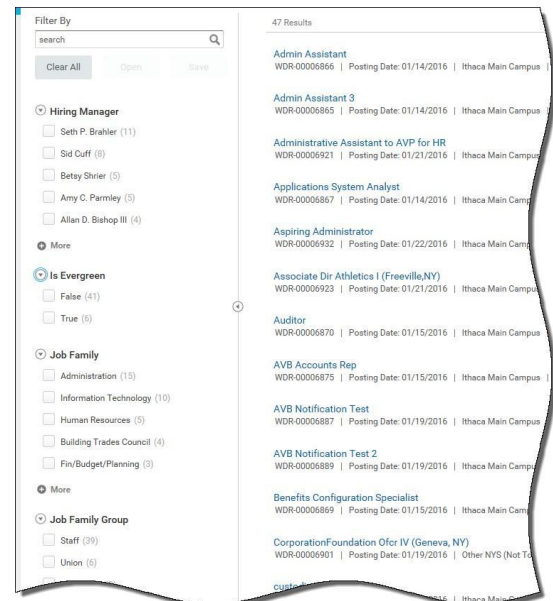 Filter By
search
Clear All Open Save
Hiring Manager
Seth P. Brahler (11)
Sid Cuff (8)
Betsy Shrier (5)
Amy C. Parmley (5)
Allan D. Bishop III (4)
More
Is Evergreen
False (41)
True (6)
Job Family
Administration (15)
Information Technology (10)
Human Resources (5)
Building Trades Council (4)
Fin/Budget/Planning (3)
More
Job Family Group
Staff (39)
Union (6)
47 Results
Admin Assistant
WDR-00006866 | Posting Date: 01/14/2016 | Ithaca Main Campus |
Admin Assistant 3
WDR-00006865 | Posting Date: 01/14/2016 | Ithaca Main Campus |
Administrative Assistant to AVP for HR
WDR-00006921 | Posting Date: 01/21/2016 | Ithaca Main Campus
Applications System Analyst
WDR-00006867 | Posting Date: 01/14/2016 | Ithaca Main Camp
Aspiring Administrator
WDR-00006932 | Posting Date: 01/22/2016 | Ithaca Main Cam
Associate Dir Athletics I (Freeville,NY)
WDR-00006923 | Posting Date: 01/21/2016 | Ithaca Main Campu
Auditor
WDR-00006870 | Posting Date: 01/15/2016 | Ithaca Main Campus
AVB Accounts Rep
WDR-00006875 | Posting Date: 01/15/2016 | Ithaca Main Campus |
AVB Notification Test
WDR-00006887 | Posting Date: 01/19/2016 | Ithaca Main Campus
AVB Notification Test 2
WDR-00006889 | Posting Date: 01/19/2016 | Ithaca Main Campus
Benefits Configuration Specialist
WDR-00006869 | Posting Date: 01/15/2016 | Ithaca Main Camp
CorporationFoundation Ofcr IV (Geneva, NY)
WDR-00006901 | Posting Date: 01/19/2016 | Other NYS (Not To
custodi
Ithaca Main Ca